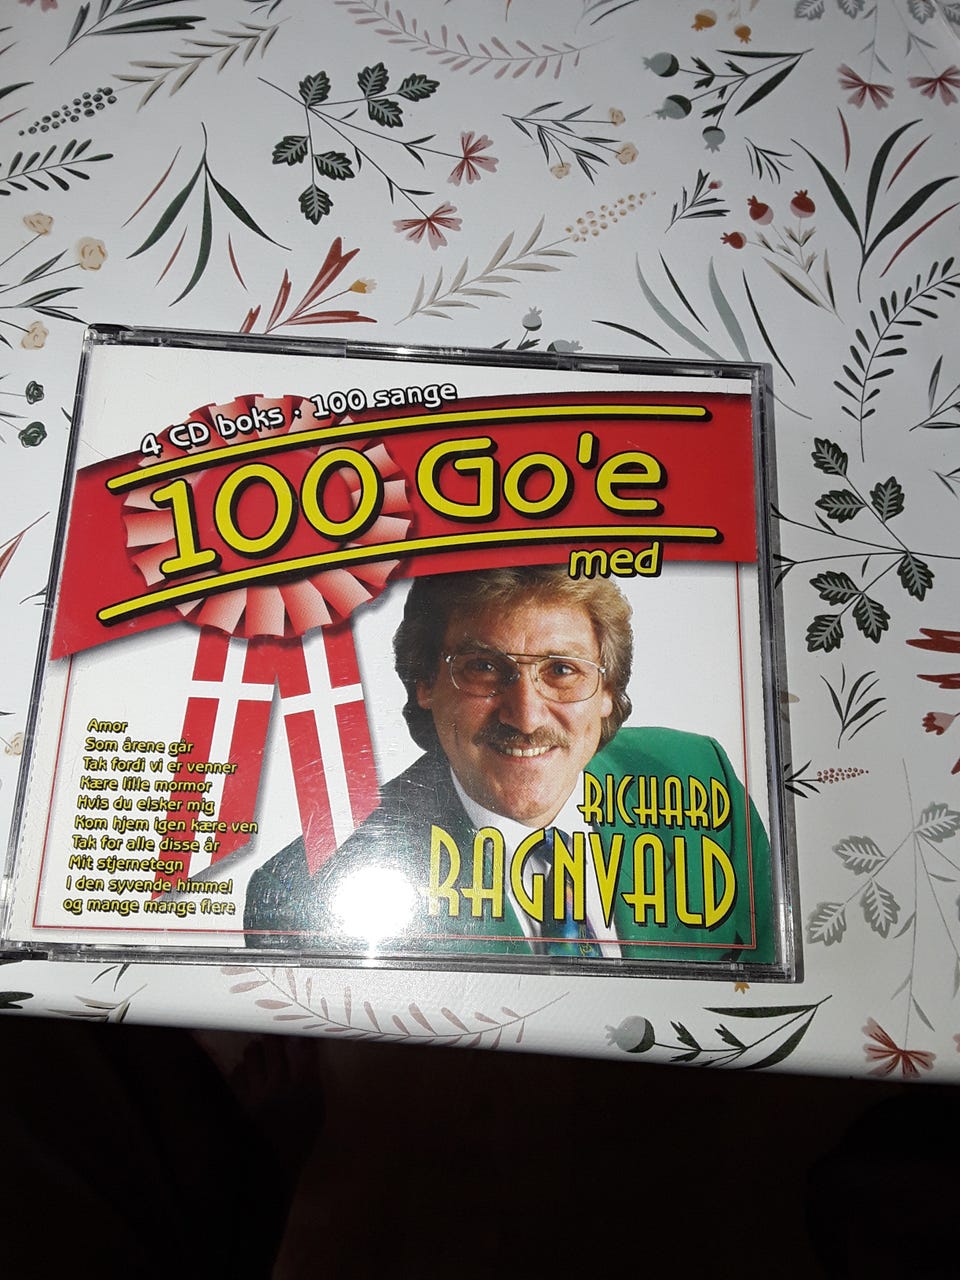 4 CD boks · 100 sange
100 Go'e
med
Amor
Som årene går
Tak fordi vi er venner
Kære lille mormor
Hvis du elsker mig
Kom hjem igen kære ven
Tak for alle disse år
Mit stjernetegn
I den syvende himmel
og mange mange flere
RICHARD
RAGNVALD